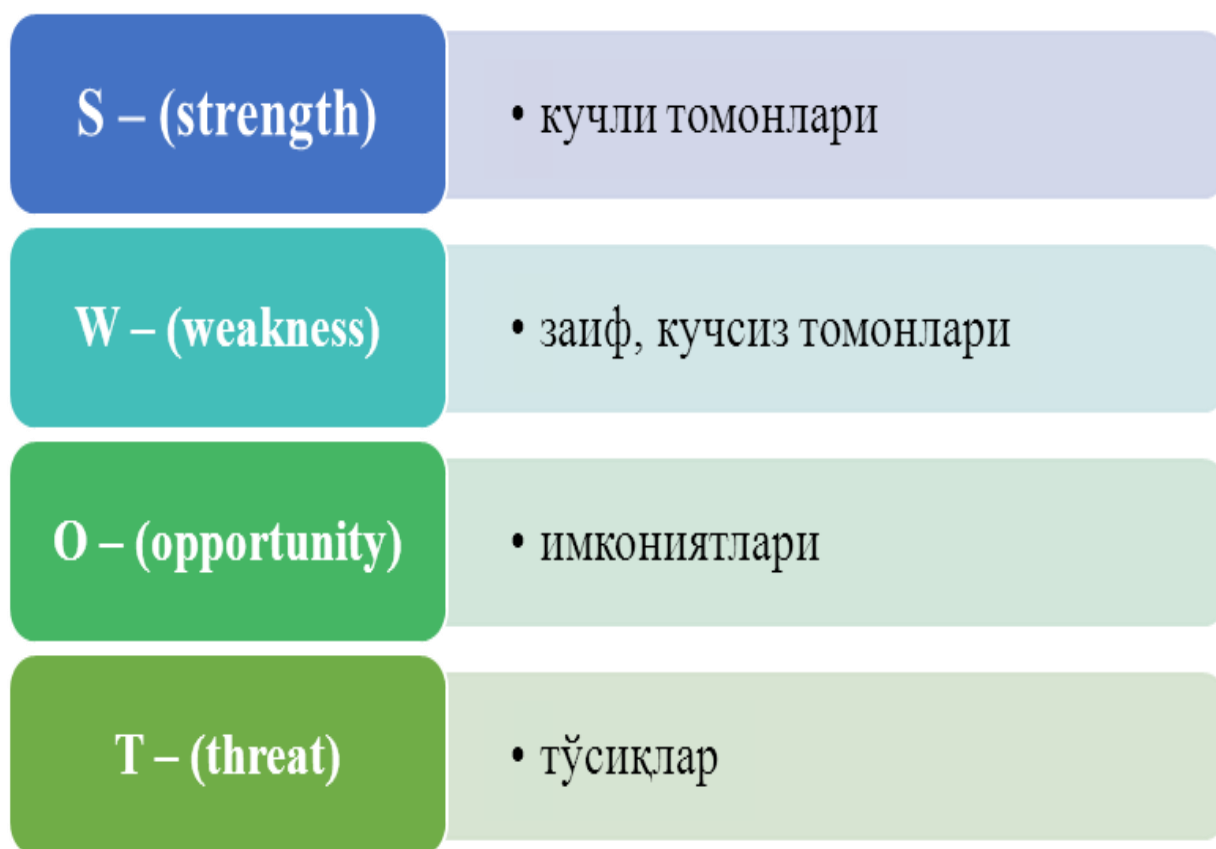 S – (strength)
• кучли томонлари
W – (weakness)
• заиф, кучсиз томонлари
O – (opportunity)
• имкониятлари
T – (threat)
• тўсиқлар